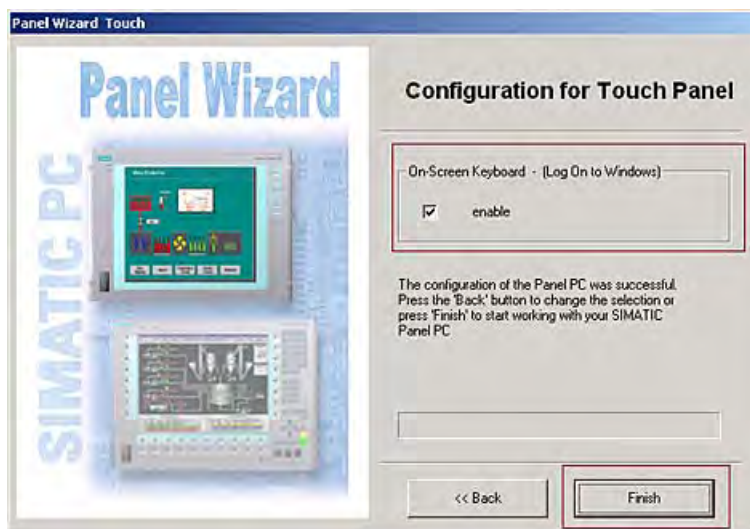 Panel Wizard Touch
Panel Wizard
SIMATIC PC
Configuration for Touch Panel
On-Screen Keyboard - (Log On to Windows)
enable
The configuration of the Panel PC was successful.
Press the 'Back' button to change the selection or
press 'Finish' to start working with your SIMATIC
Panel PC
<< Back
Finish